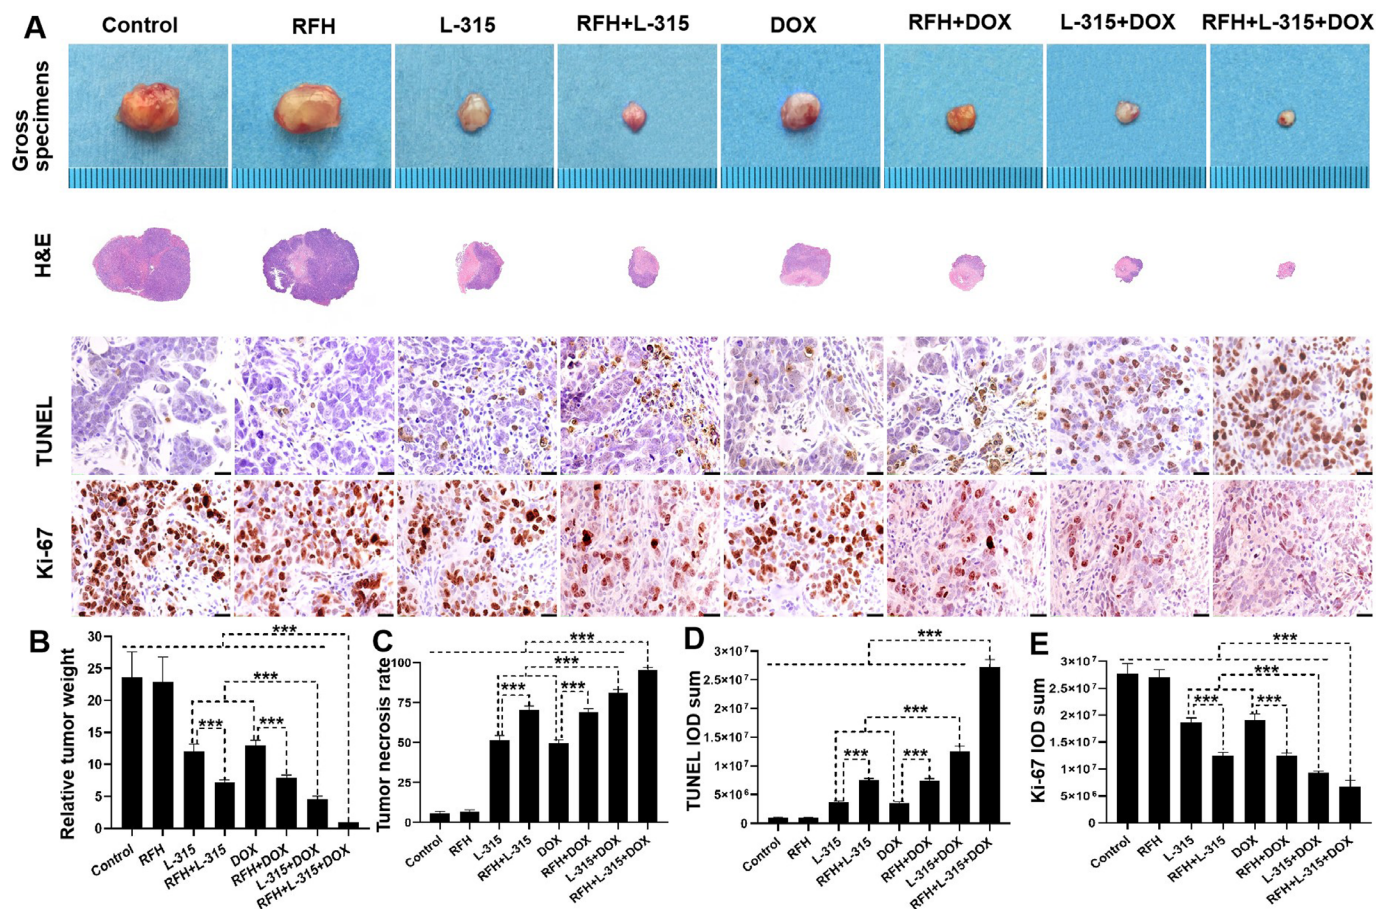 A
Control
RFH
L-315
RFH+L-315
DOX
RFH+DOX
L-315+DOX
RFH+L-315+DOX
Gross
specimens
H&E
TUNEL
Ki-67
B
Relative tumor weight
30
25
20
15
10
5
0
***
***
***
***
Control
RFH
L-315
RFH+L-315
DOX
RFH+DOX
L-315+DOX
RFH+L-315+DOX
C
Tumor necrosis rate
100
75
50
25
0
***
***
***
***
Control
RFH
L-315
RFH+L-315
DOX
RFH+DOX
L-315+DOX
RFH+L-315+DOX
D
TUNEL IOD sum
3×10⁷
2.5×10⁷
2×10⁷
1.5×10⁷
1×10⁷
5×10⁶
0
***
***
***
***
Control
RFH
L-315
RFH+L-315
DOX
RFH+DOX
L-315+DOX
RFH+L-315+DOX
E
Ki-67 IOD sum
3×10⁷
3×10⁷
2×10⁷
2×10⁷
1×10⁷
5×10⁶
0
***
***
***
***
Control
RFH
L-315
RFH+L-315
DOX
RFH+DOX
L-315+DOX
RFH+L-315+DOX